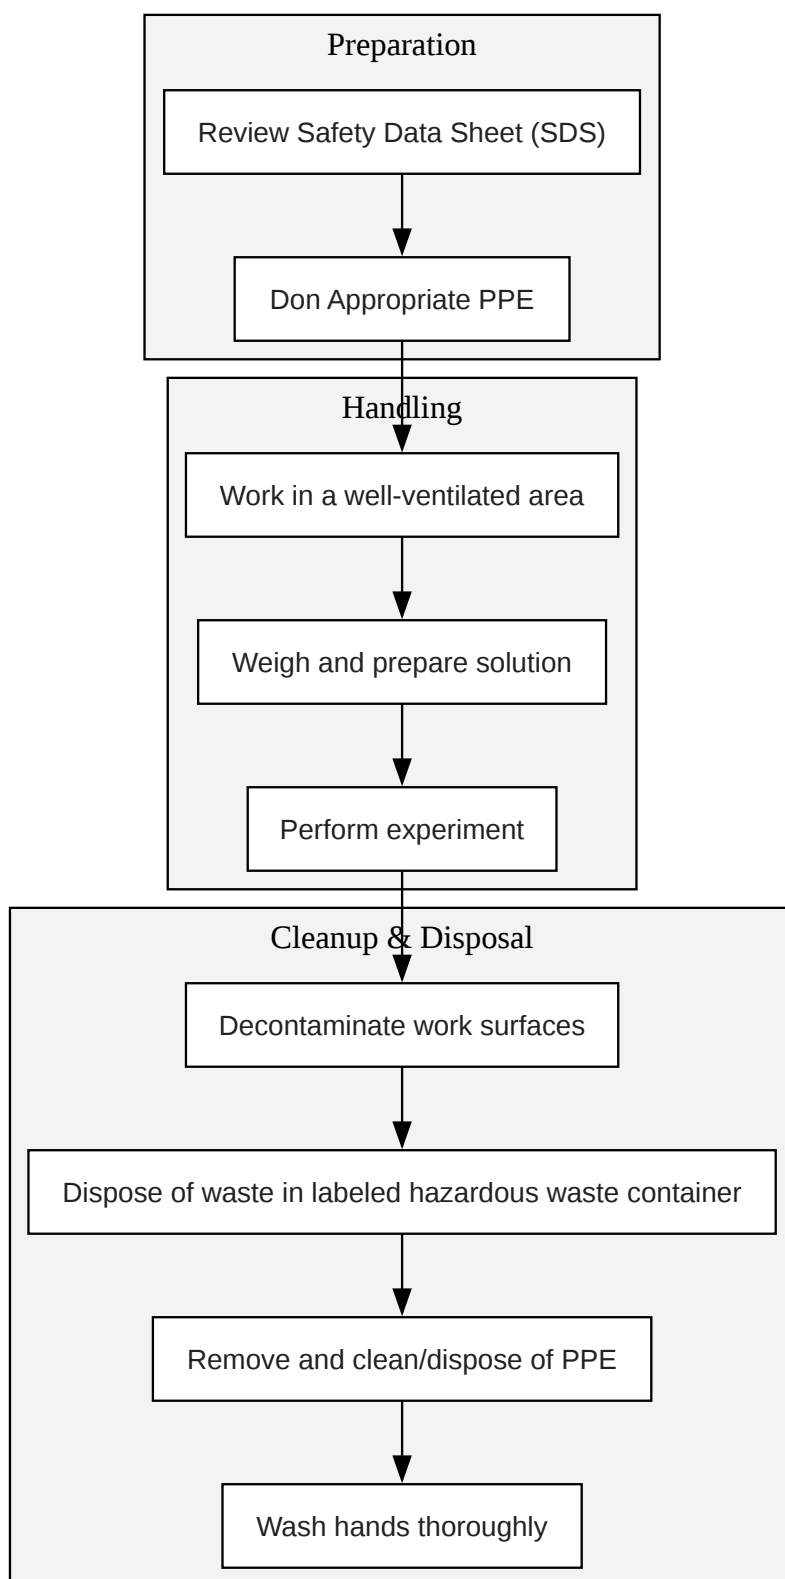 Preparation
Review Safety Data Sheet (SDS)
Don Appropriate PPE
Handling
Work in a well-ventilated area
Weigh and prepare solution
Perform experiment
Cleanup & Disposal
Decontaminate work surfaces
Dispose of waste in labeled hazardous waste container
Remove and clean/dispose of PPE
Wash hands thoroughly